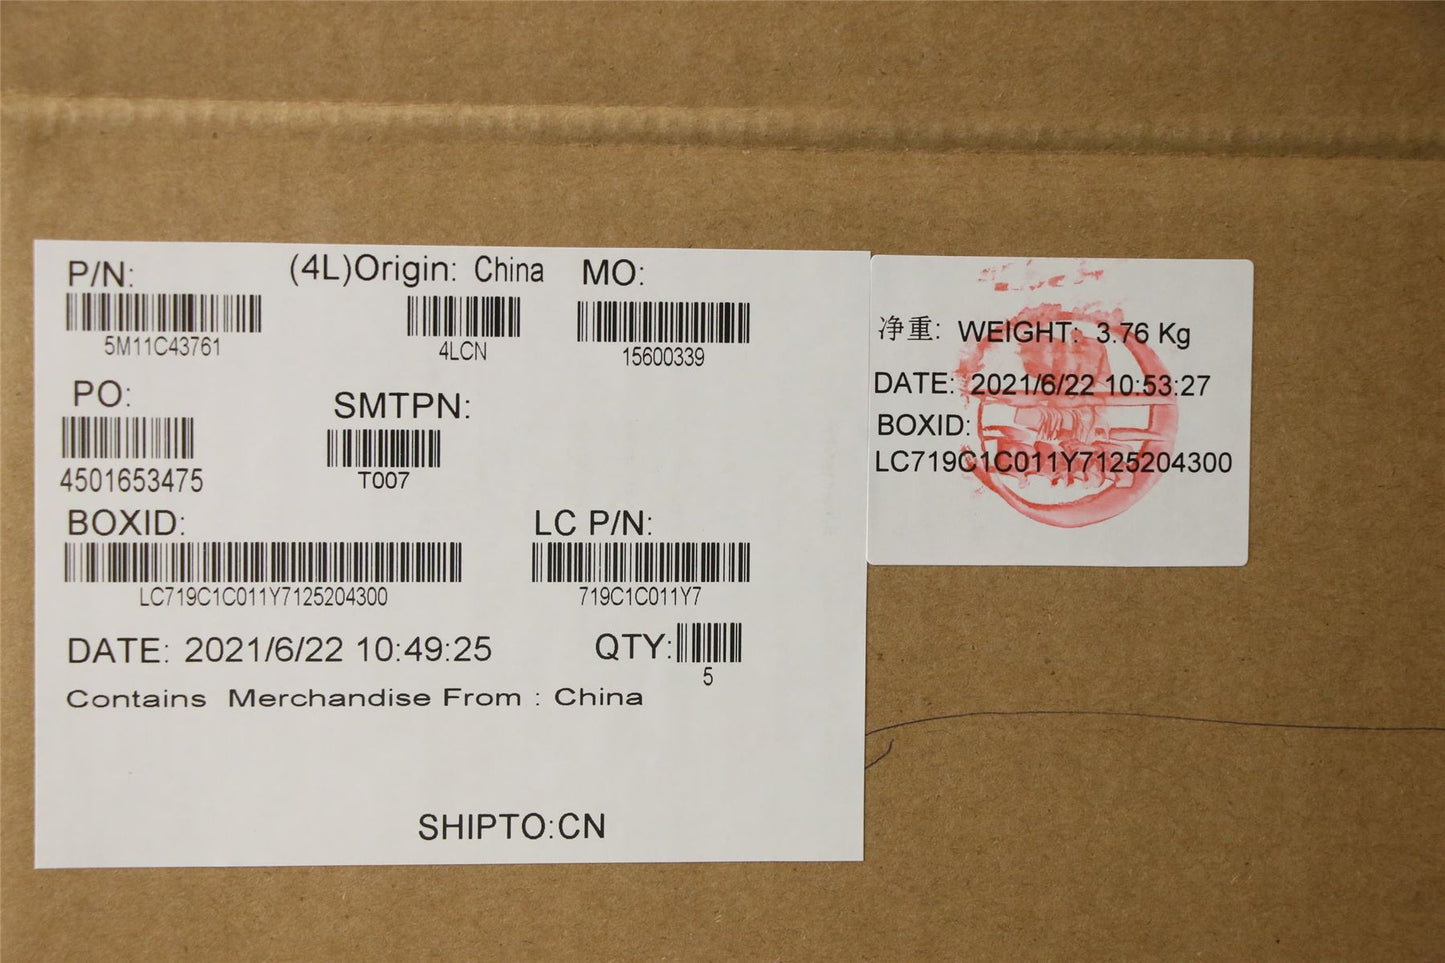 P/N:
(4L)Origin: China
MO:
5M11C43761
4LCN
15600339
PO:
SMTPN:
4501653475
T007
BOXID:
LC P/N:
LC719C1C011Y7125204300
719C1C011Y7
DATE: 2021/6/22 10:49:25
QTY:
5
Contains Merchandise From : China
SHIPTO:CN
净重: WEIGHT: 3.76 Kg
DATE: 2021/6/22 10:53:27
BOXID:
LC719C1C011Y7125204300